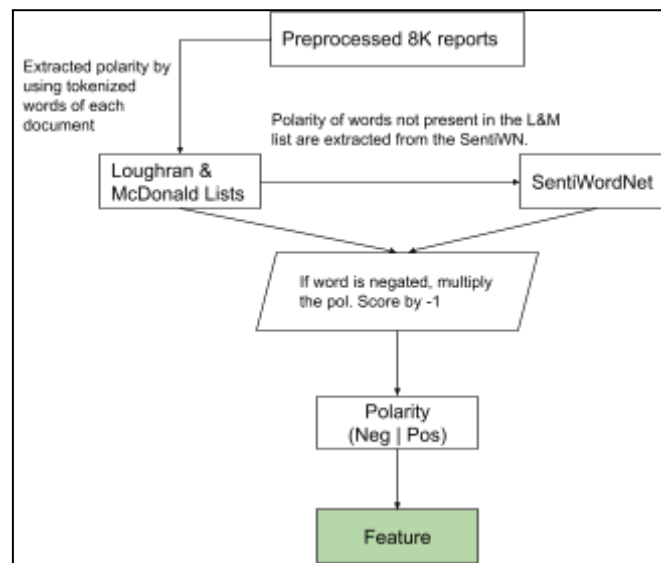 Preprocessed 8K reports
Extracted polarity by
using tokenized
words of each
document
Polarity of words not present in the L&M
list are extracted from the SentiWN.
Loughran &
McDonald Lists
SentiWordNet
If word is negated, multiply
the pol. Score by -1
Polarity
(Neg | Pos)
Feature